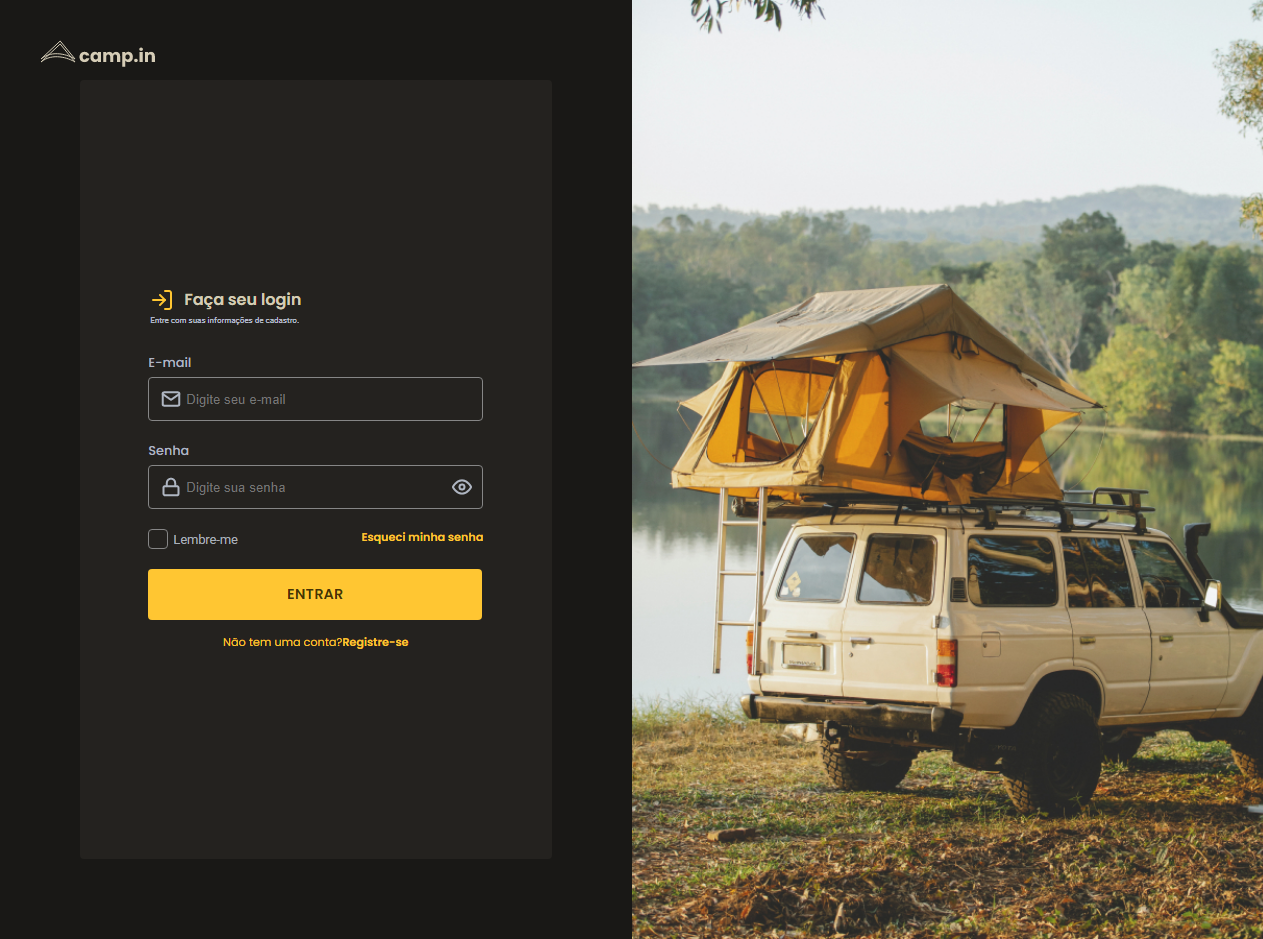 camp.in
Faça seu login
Entre com suas informações de cadastro.
E-mail
Digite seu e-mail
Senha
Digite sua senha
Lembre-me
Esqueci minha senha
ENTRAR
Não tem uma conta?Registre-se